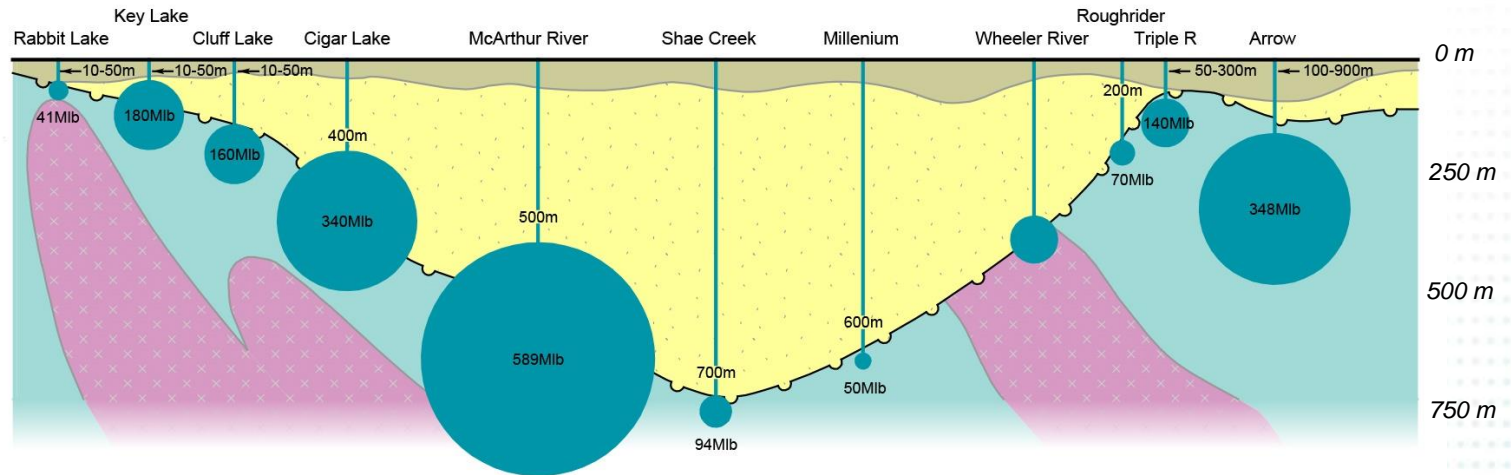 Key Lake
Roughrider
Rabbit Lake
Cluff Lake
Cigar Lake
McArthur River
Shae Creek
Millenium
Wheeler River
Triple R
Arrow
0 m
10-50m
10-50m
10-50m
50-300m
100-900m
200m
41Mlb
180Mlb
140Mlb
400m
160Mlb
70Mlb
250 m
340Mlb
500m
348Mlb
500 m
600m
589Mlb
700m
50Mlb
750 m
94Mlb